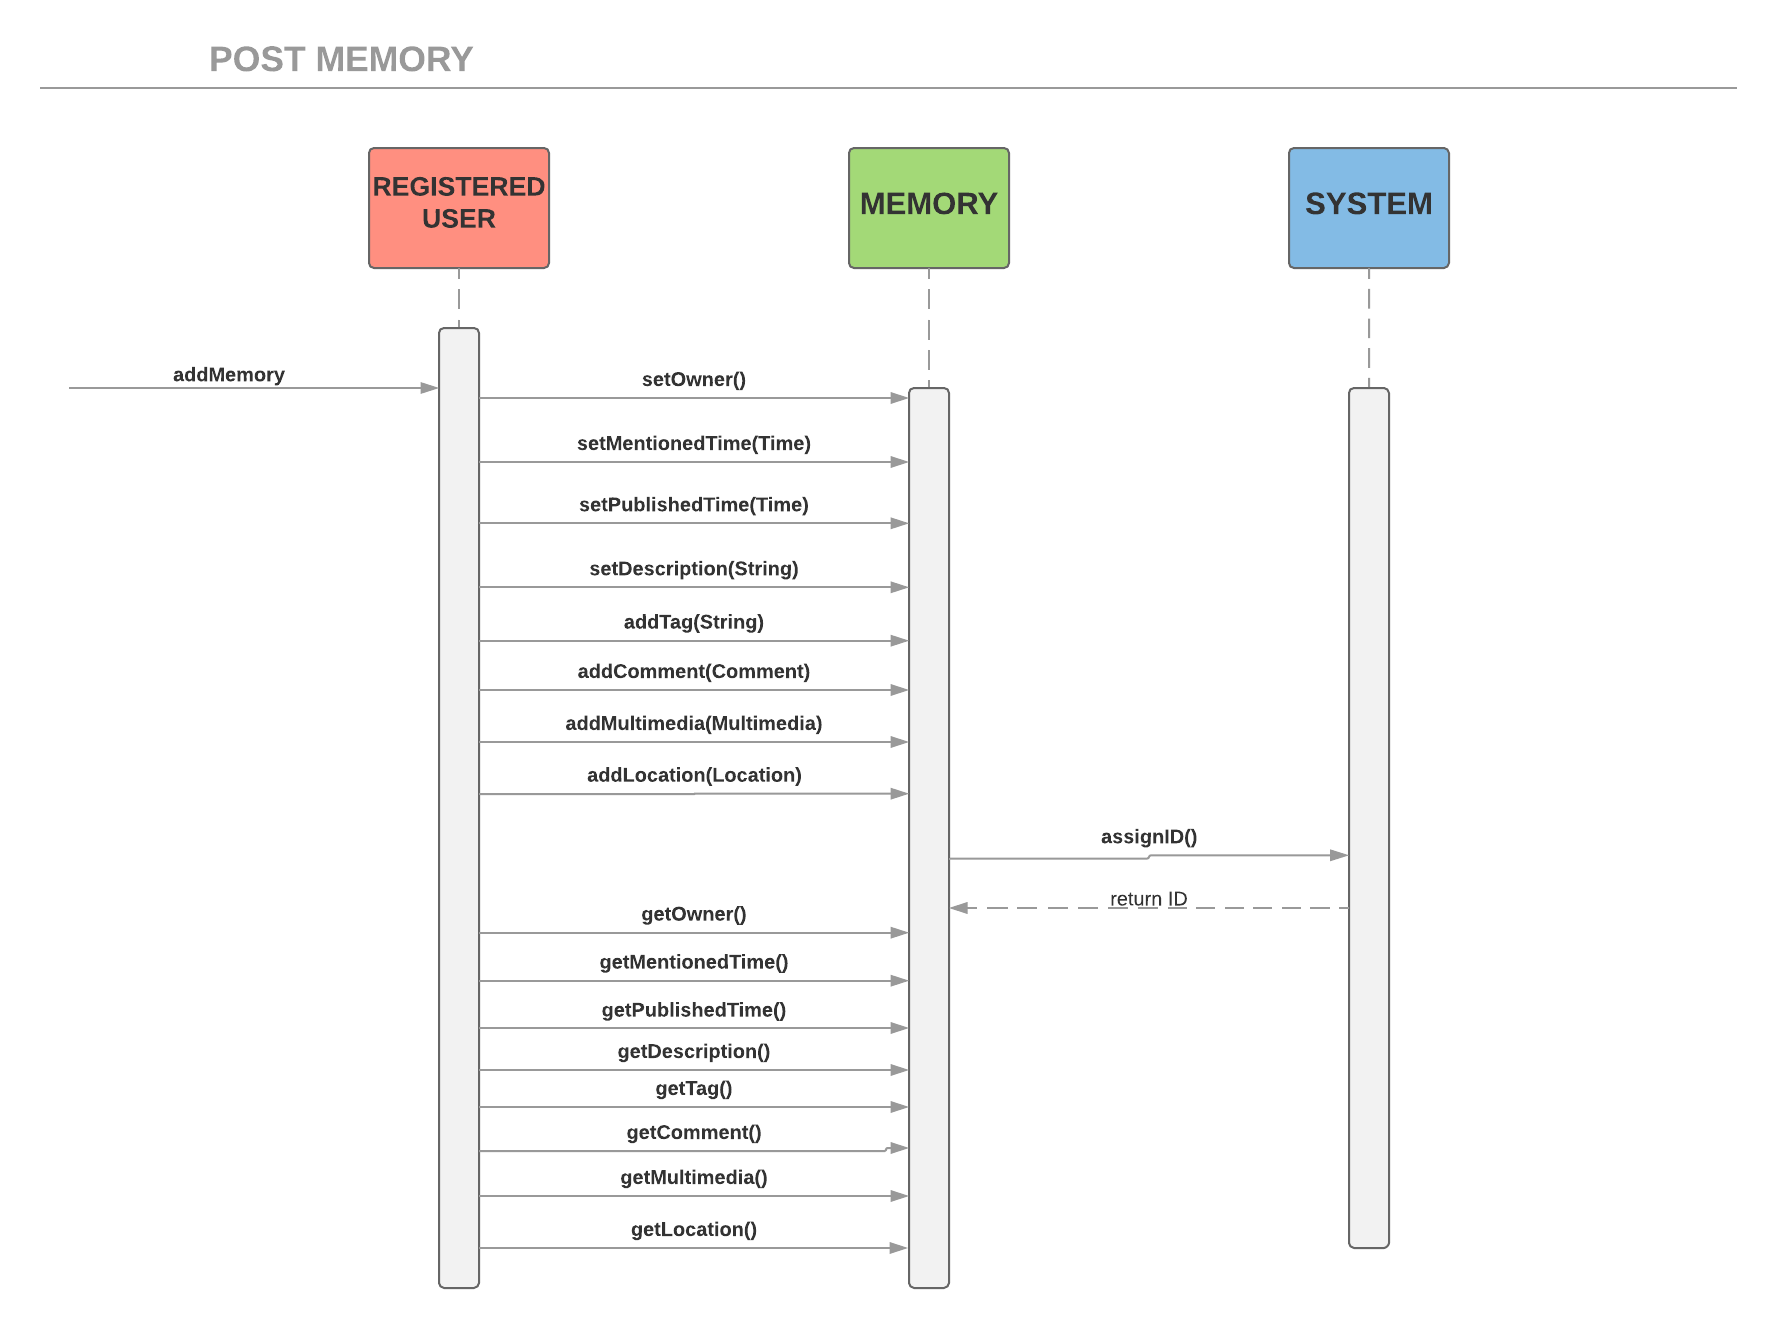 POST MEMORY
REGISTERED
USER
MEMORY
SYSTEM
addMemory
setOwner()
setMentionedTime(Time)
setPublishedTime(Time)
setDescription(String)
addTag(String)
addComment(Comment)
addMultimedia(Multimedia)
addLocation(Location)
assignID()
return ID
getOwner()
getMentionedTime()
getPublishedTime()
getDescription()
getTag()
getComment()
getMultimedia()
getLocation()